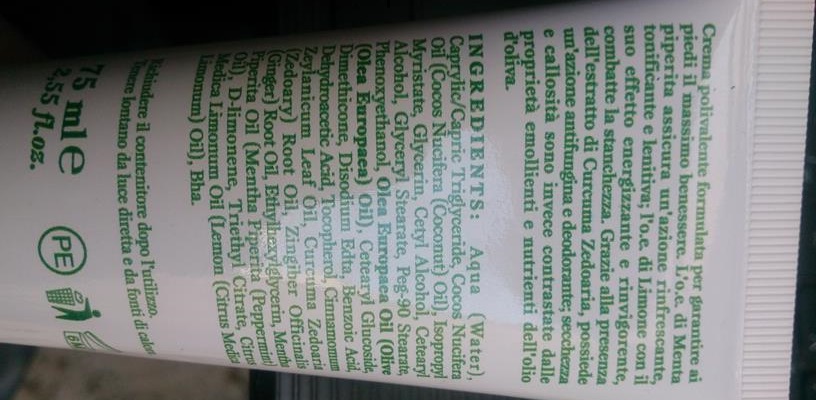 Crema polivalente formulata per garantire ai
piedi il massimo benessere. L'o.e. di Menta
piperita assicura un'azione rinfrescante,
tonificante e lenitiva; l'o.e. di Limone con il
suo effetto energizzante e rinvigorente,
combatte la stanchezza. Grazie alla presenza
dell'estratto di Curcuma Zedoaria, possiede
un'azione antifungina e deodorante; secchezza
e callosità sono invece contrastate dalle
proprietà emollienti e nutrienti dell'olio
d'oliva.
INGREDIENTS: Aqua (Water),
Caprylic/Capric Triglyceride, Cocos Nucifera
Oil (Cocos Nucifera (Coconut) Oil), Isopropyl
Myristate, Glycerin, Cetyl Alcohol, Cetearyl
Alcohol, Glyceryl Stearate, Peg-90 Stearate,
Phenoxyethanol, Olea Europaea Oil (Olive
(Olea Europaea) Oil), Cetearyl Glucoside,
Dimethicone, Disodium Edta, Benzoic Acid,
Dehydroacetic Acid, Tocopherol, Cinnamomum
Zeylanicum Leaf Oil, Curcuma Zedoaria
(Zedoary) Root Oil, Zingiber Officinalis
(Ginger) Root Oil, Ethylhexylglycerin, Mentha
Piperita Oil (Mentha Piperita (Peppermint)
Oil), D-limonene, Triethyl Citrate, Citrus
Medica Limonum Oil (Lemon (Citrus Medica
Limonum) Oil), Bha.
Richiudere il contenitore dopo l'utilizzo.
Tenere lontano da luce diretta e da fonti di calore
75 ml e
2,55 fl.oz.
PE
6M